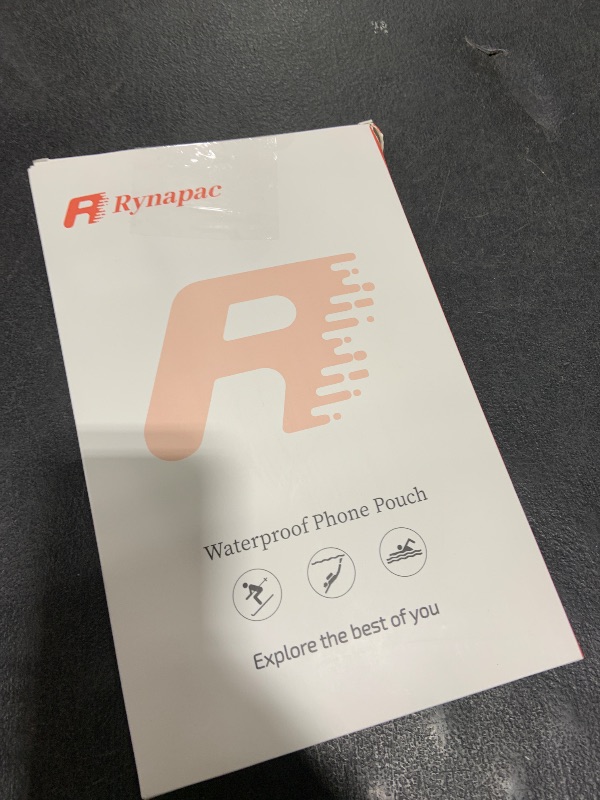 Rynapac
Waterproof Phone Pouch
Explore the best of you